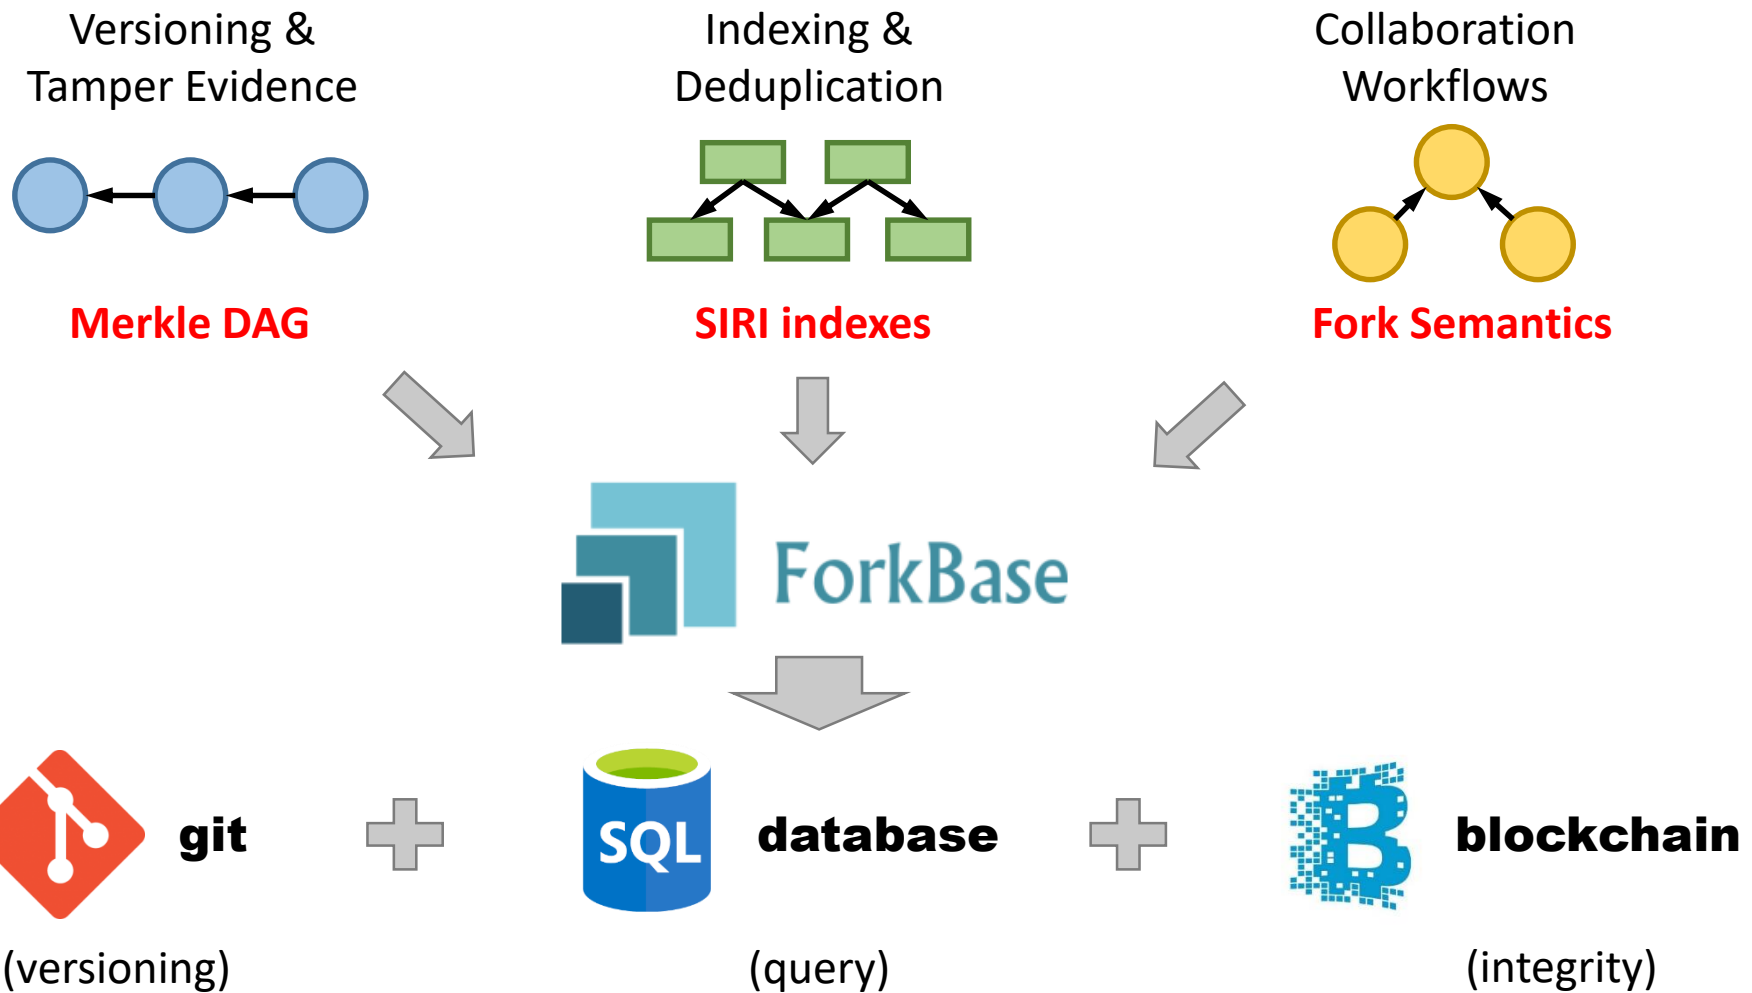 Versioning &
Tamper Evidence
Indexing &
Deduplication
Collaboration
Workflows
Merkle DAG
SIRI indexes
Fork Semantics
ForkBase
git
SQL
database
B
blockchain
(versioning)
(query)
(integrity)